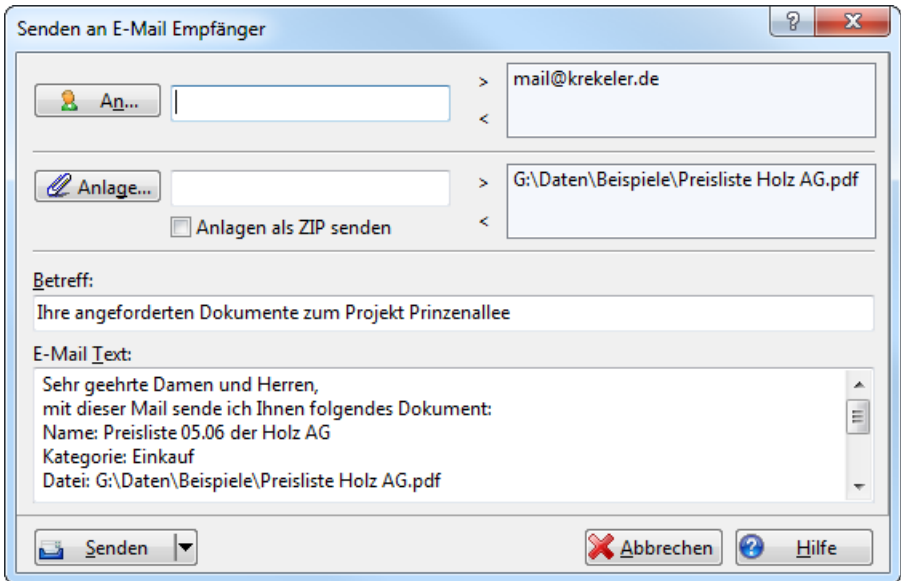 Senden an E-Mail Empfänger
?
An...
>
<
mail@krekeler.de
Anlage...
>
<
G:\Daten\Beispiele\Preisliste Holz AG.pdf
Anlagen als ZIP senden
Betreff:
Ihre angeforderten Dokumente zum Projekt Prinzenallee
E-Mail Text:
Sehr geehrte Damen und Herren,
mit dieser Mail sende ich Ihnen folgendes Dokument:
Name: Preisliste 05.06 der Holz AG
Kategorie: Einkauf
Datei: G:\Daten\Beispiele\Preisliste Holz AG.pdf
Senden
Abbrechen
? Hilfe